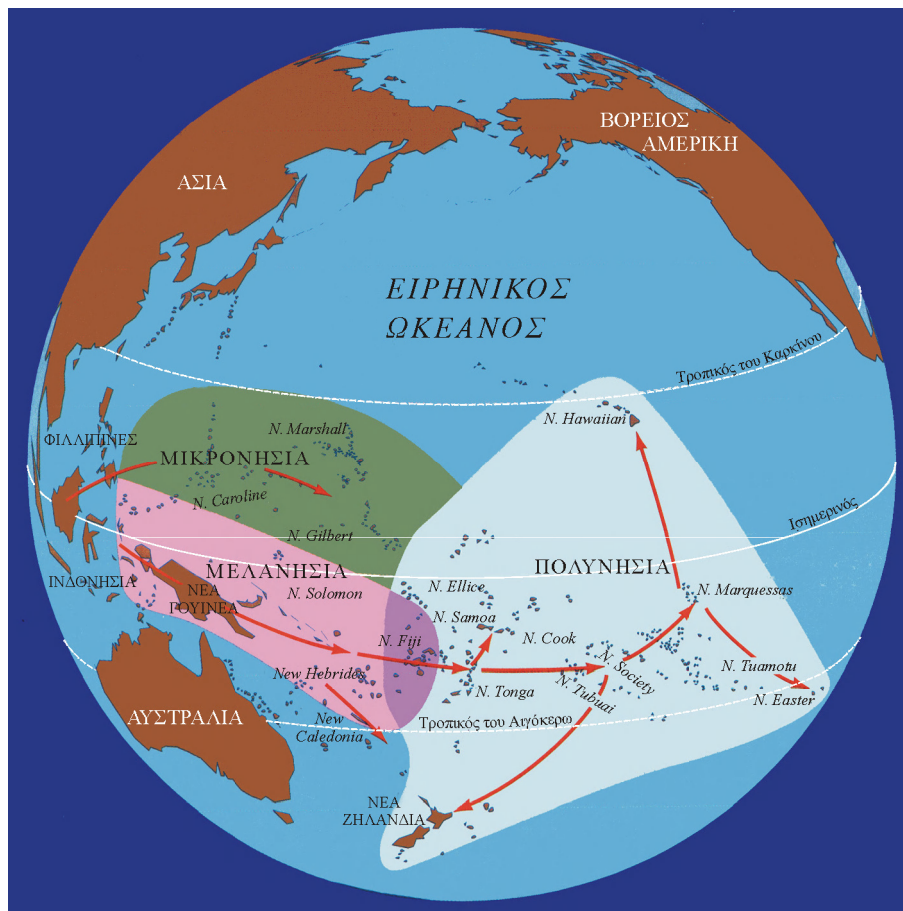 ΒΟΡΕΙΟΣ
ΑΜΕΡΙΚΗ
ΑΣΙΑ
ΕΙΡΗΝΙΚΟΣ
ΩΚΕΑΝΟΣ
Τροπικός του Καρκίνου
N. Hawaiian
N. Marshall
ΦΙΛΛΙΠΙΝΕΣ
ΜΙΚΡΟΝΗΣΙΑ
N. Caroline
Ισημερινός
N. Gilbert
ΜΕΛΑΝΗΣΙΑ
ΠΟΛΥΝΗΣΙΑ
ΙΝΔΟΝΗΣΙΑ
ΝΕΑ
ΓΟΥΙΝΕΑ
N. Solomon
N. Ellice
N. Marquessas
N. Samoa
N. Fiji
N. Cook
N. Society
N. Tuamotu
New Hebrides
N. Tonga
N. Tubuai
N. Easter
ΑΥΣΤΡΑΛΙΑ
New
Caledonia
Τροπικός του Αιγόκερω
ΝΕΑ
ΖΗΛΑΝΔΙΑ